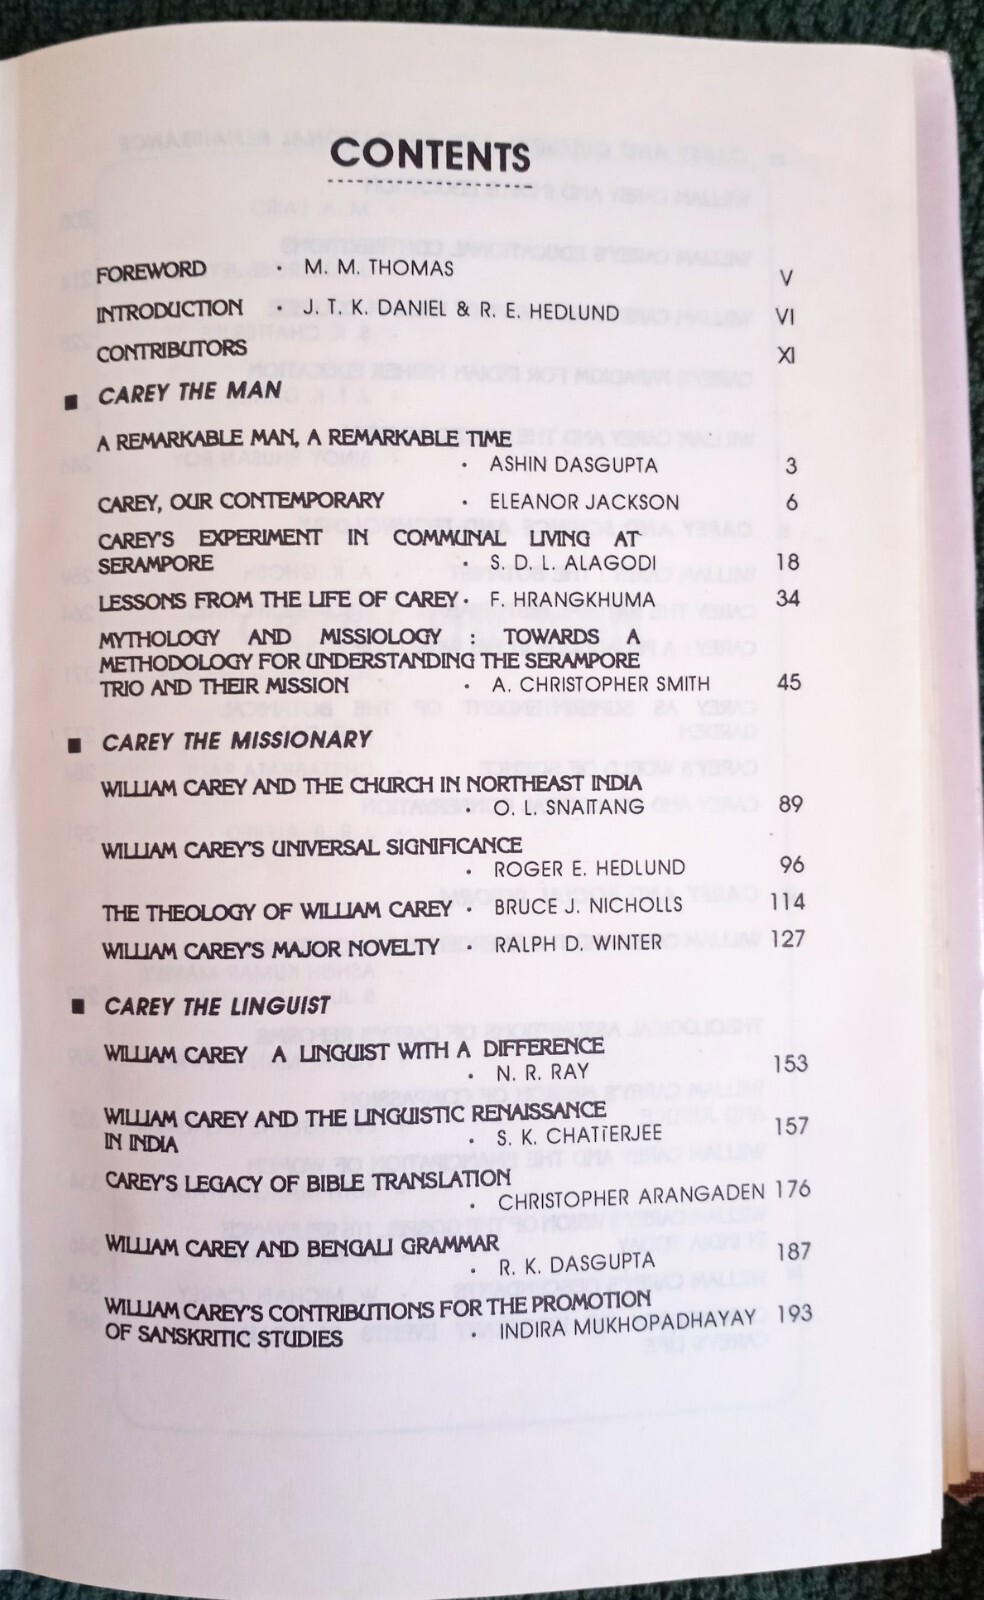 CONTENTS
FOREWORD • M. M. THOMAS V
INTRODUCTION • J. T. K. DANIEL & R. E. HEDLUND VI
CONTRIBUTORS XI
■ CAREY THE MAN
A REMARKABLE MAN, A REMARKABLE TIME
• ASHIN DASGUPTA 3
CAREY, OUR CONTEMPORARY • ELEANOR JACKSON 6
CAREY'S EXPERIMENT IN COMMUNAL LIVING AT
SERAMPORE • S. D. L. ALAGODI 18
LESSONS FROM THE LIFE OF CAREY • F. HRANGKHUMA 34
MYTHOLOGY AND MISSIOLOGY : TOWARDS A
METHODOLOGY FOR UNDERSTANDING THE SERAMPORE
TRIO AND THEIR MISSION • A. CHRISTOPHER SMITH 45
■ CAREY THE MISSIONARY
WILLIAM CAREY AND THE CHURCH IN NORTHEAST INDIA
• O. L. SNAITANG 89
WILLIAM CAREY'S UNIVERSAL SIGNIFICANCE
• ROGER E. HEDLUND 96
THE THEOLOGY OF WILLIAM CAREY • BRUCE J. NICHOLLS 114
WILLIAM CAREY'S MAJOR NOVELTY • RALPH D. WINTER 127
■ CAREY THE LINGUIST
WILLIAM CAREY A LINGUIST WITH A DIFFERENCE
• N. R. RAY 153
WILLIAM CAREY AND THE LINGUISTIC RENAISSANCE
IN INDIA • S. K. CHATTERJEE 157
CAREY'S LEGACY OF BIBLE TRANSLATION
• CHRISTOPHER ARANGADEN 176
WILLIAM CAREY AND BENGALI GRAMMAR
• R. K. DASGUPTA 187
WILLIAM CAREY'S CONTRIBUTIONS FOR THE PROMOTION
OF SANSKRITIC STUDIES • INDIRA MUKHOPADHAYAY 193